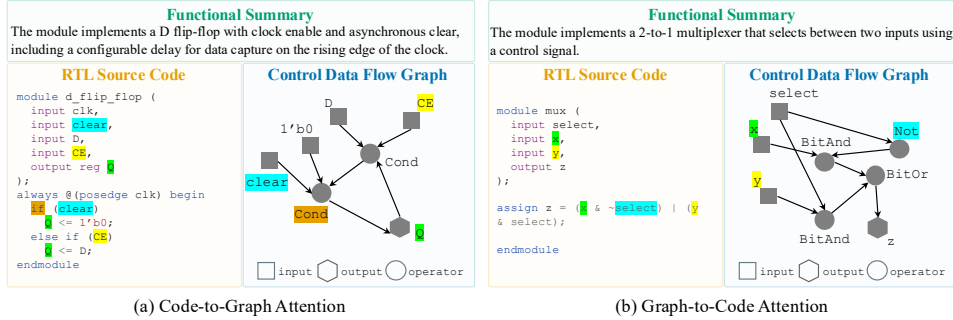 Functional Summary
The module implements a D flip-flop with clock enable and asynchronous clear,
including a configurable delay for data capture on the rising edge of the clock.
RTL Source Code
module d_flip_flop (
input clk,
input clear,
input D,
input CE,
output reg Q
);
always @(posedge clk) begin
if (clear)
Q <= 1'b0;
else if (CE)
Q <= D;
endmodule
Control Data Flow Graph
D
CE
1'b0
Cond
clear
Cond
Q
input
output
operator
(a) Code-to-Graph Attention
Functional Summary
The module implements a 2-to-1 multiplexer that selects between two inputs using
a control signal.
RTL Source Code
module mux (
input select,
input x,
input y,
output z
);
assign z = (x & ~select) | (y
& select);
endmodule
Control Data Flow Graph
select
x
Not
BitAnd
BitOr
y
BitAnd
z
input
output
operator
(b) Graph-to-Code Attention